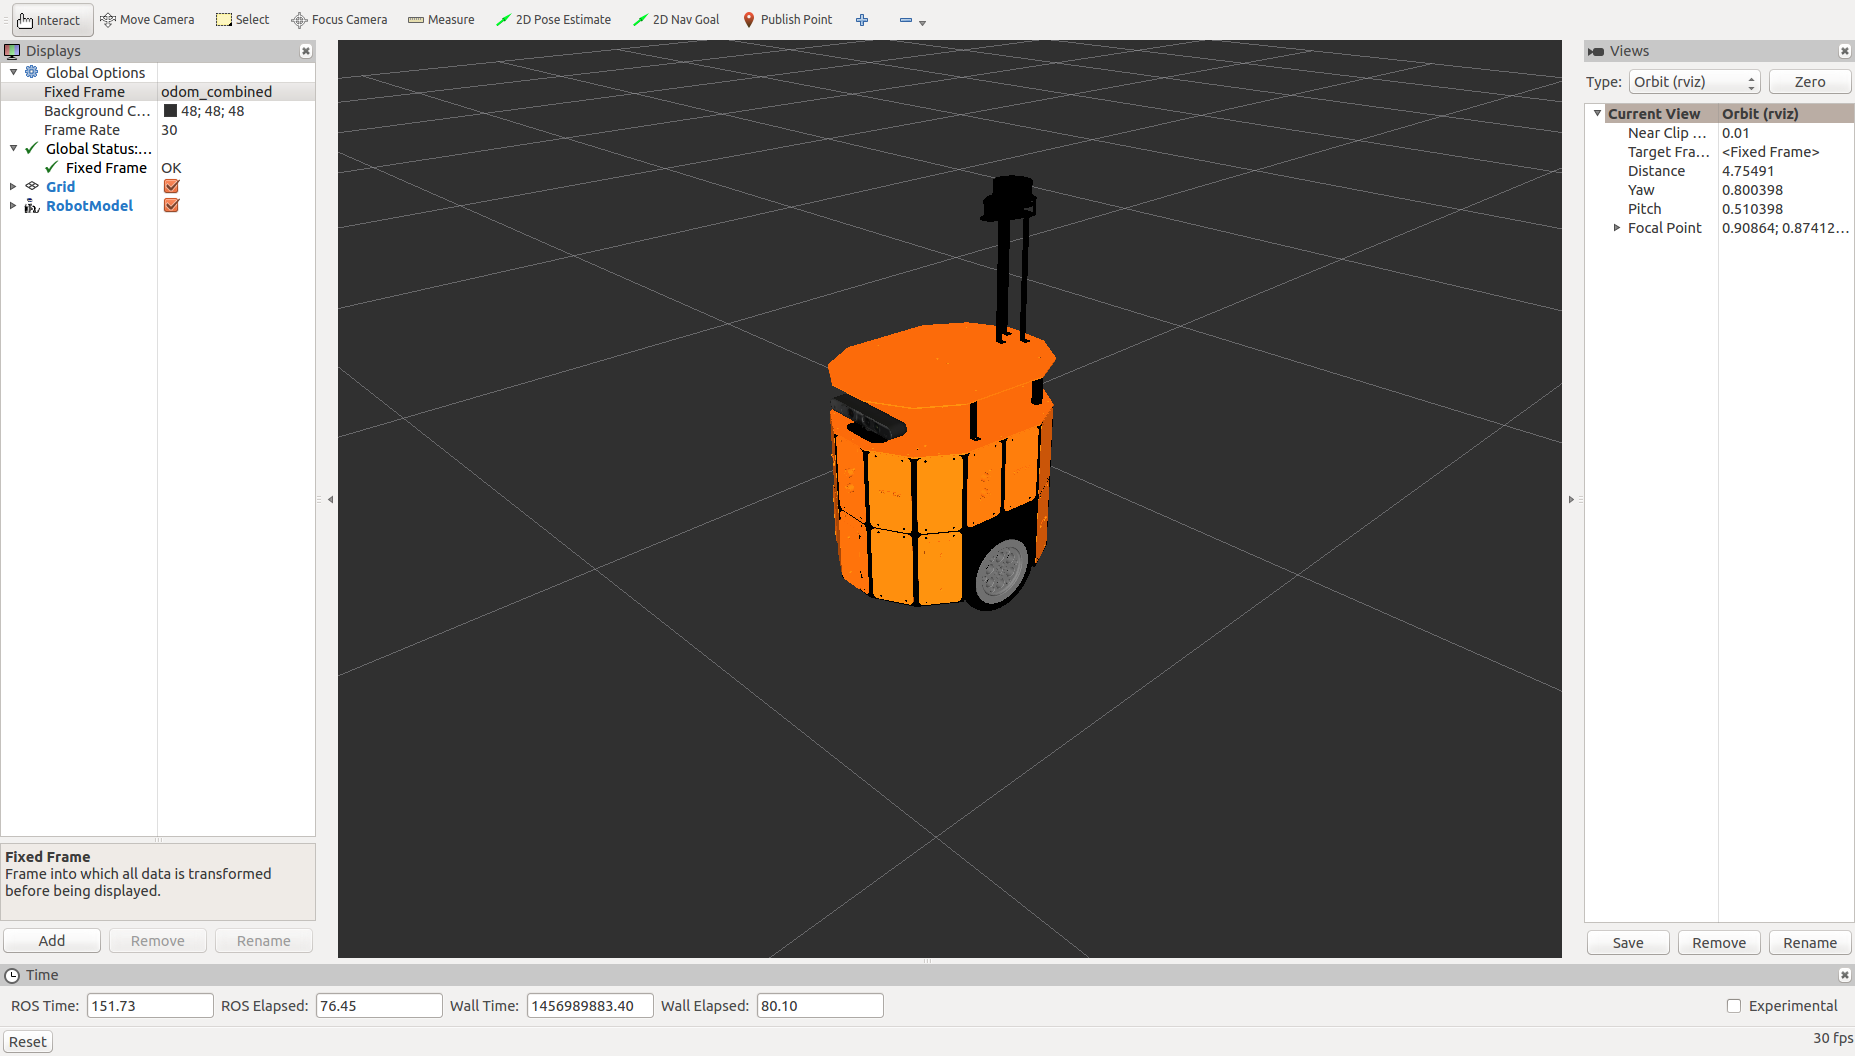 Interact Move Camera Select Focus Camera Measure 2D Pose Estimate 2D Nav Goal Publish Point
Displays
Global Options
Fixed Frame odom_combined
Background C... 48; 48; 48
Frame Rate 30
Global Status:...
Fixed Frame OK
Grid
RobotModel
Fixed Frame
Frame into which all data is transformed
before being displayed.
Add Remove Rename
Views
Type: Orbit (rviz) Zero
Current View Orbit (rviz)
Near Clip ... 0.01
Target Fra... <Fixed Frame>
Distance 4.75491
Yaw 0.800398
Pitch 0.510398
Focal Point 0.90864; 0.87412...
Save Remove Rename
Time
ROS Time: 151.73 ROS Elapsed: 76.45 Wall Time: 1456989883.40 Wall Elapsed: 80.10 Experimental
Reset 30 fps